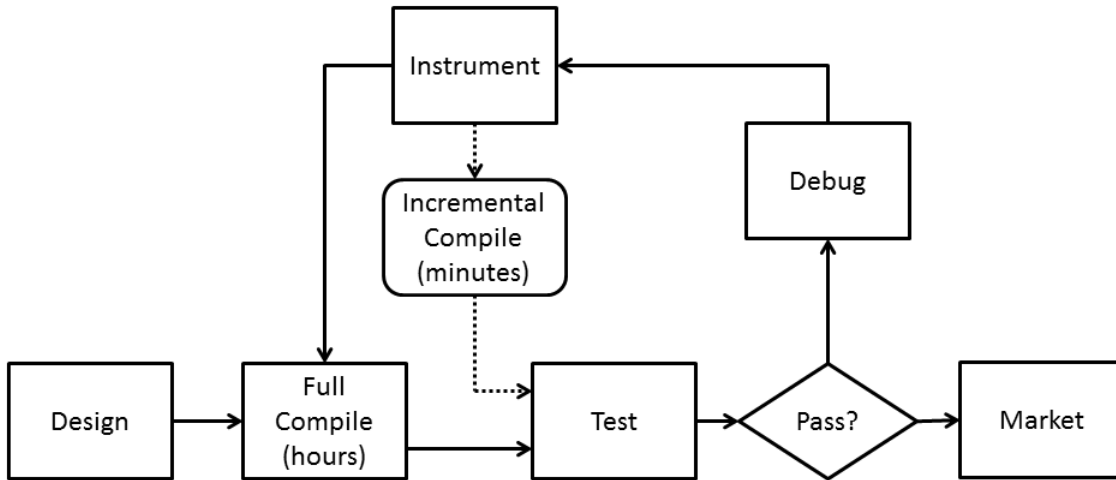 Instrument
Debug
Incremental
Compile
(minutes)
Design
Full
Compile
(hours)
Test
Pass?
Market